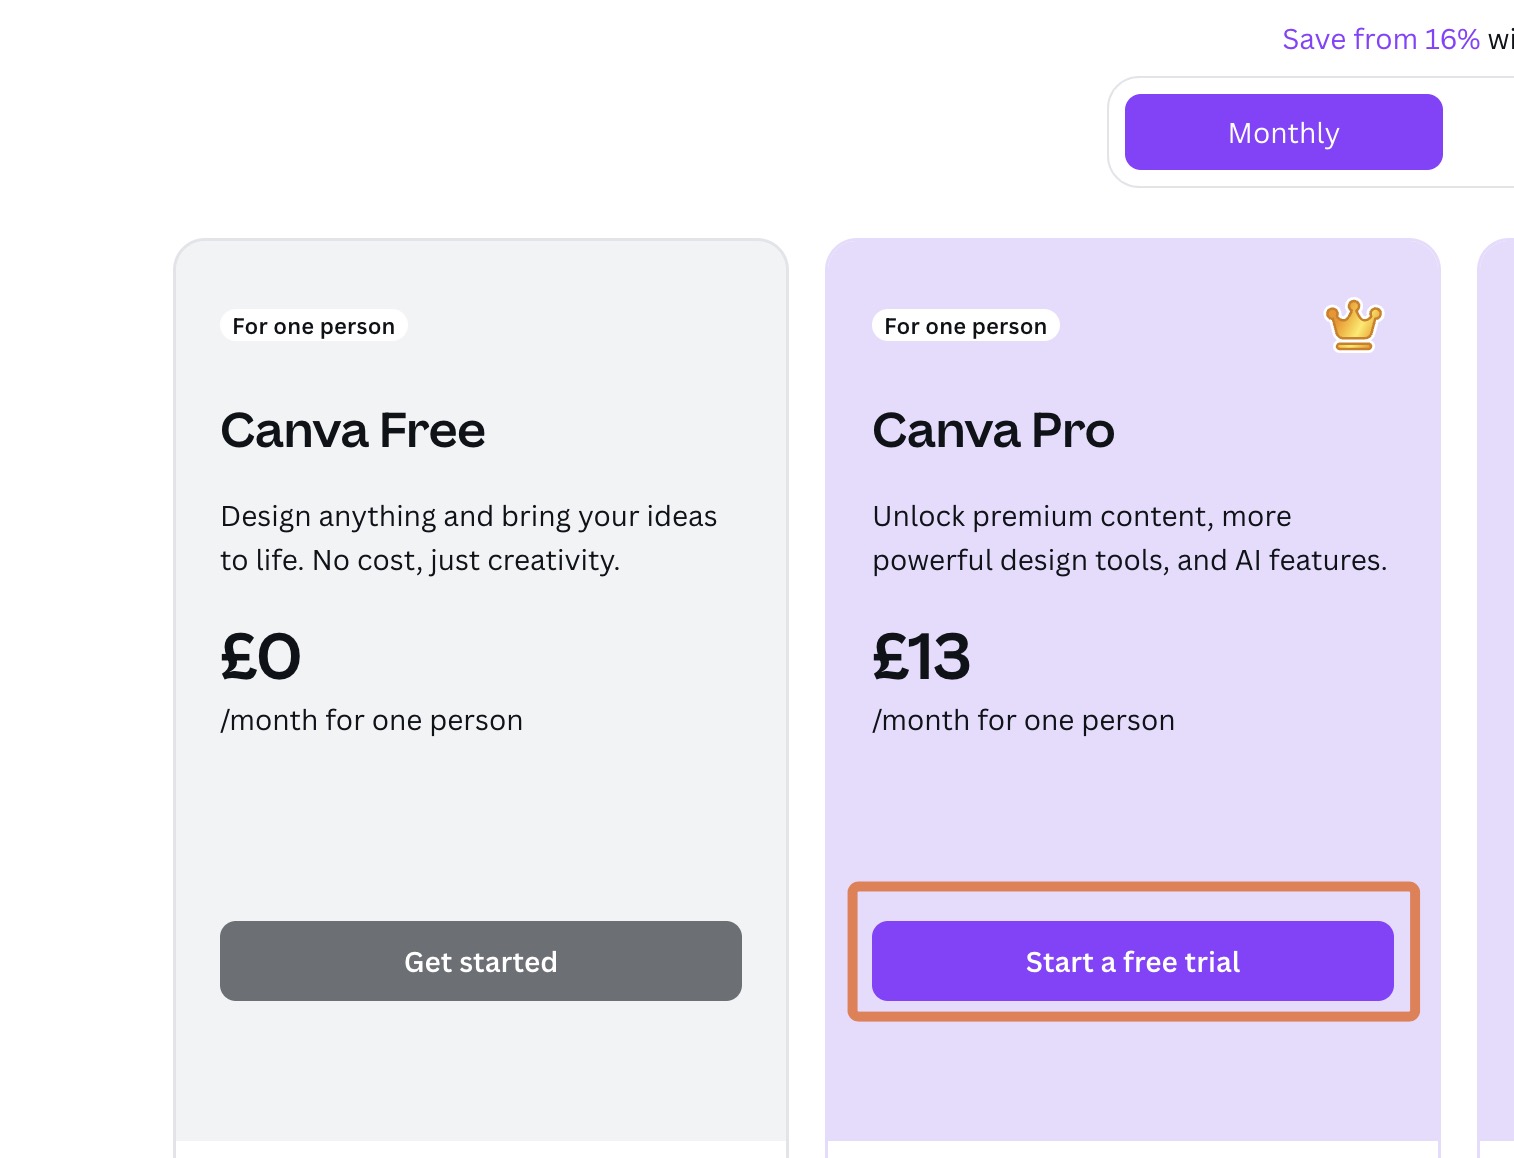 Save from 16% wi
Monthly
For one person
Canva Free
Design anything and bring your ideas
to life. No cost, just creativity.
£0
/month for one person
Get started
For one person
Canva Pro
Unlock premium content, more
powerful design tools, and AI features.
£13
/month for one person
Start a free trial